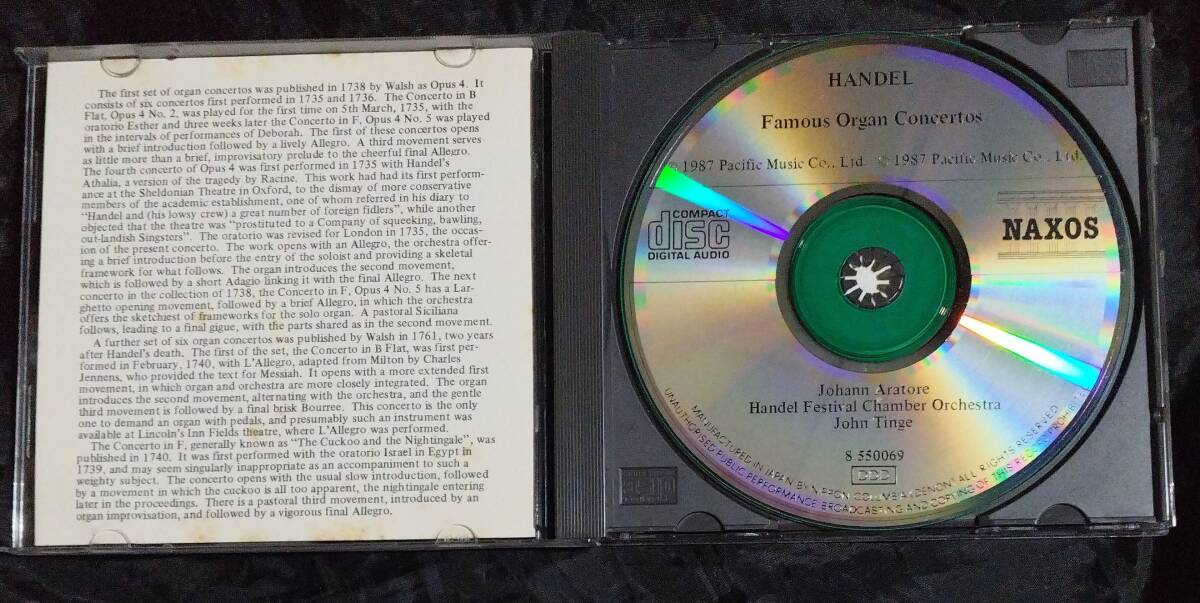 The first set of organ concertos was published in 1738 by Walsh as Opus 4. It
consists of six concertos first performed in 1735 and 1736. The Concerto in B
Flat, Opus 4 No. 2, was played for the first time on 5th March, 1735, with the
oratorio Esther and three weeks later the Concerto in F, Opus 4 No. 5 was played
in the intervals of performances of Deborah. The first of these concertos opens
with a brief introduction followed by a lively Allegro. A third movement serves
as little more than a brief, improvisatory prelude to the cheerful final Allegro.
The fourth concerto of Opus 4 was first performed in 1735 with Handel's
Athalia, a version of the tragedy by Racine. This work had had its first perform-
ance at the Sheldonian Theatre in Oxford, to the dismay of more conservative
members of the academic establishment, one of whom referred in his diary to
"Handel and (his lowsy crew) a great number of foreign fidlers", while another
objected that the theatre was "prostituted to a Company of squeeking, bawling,
out-landish Singsters". The oratorio was revised for London in 1735, the occas-
ion of the present concerto. The work opens with an Allegro, the orchestra offer-
ing a brief introduction before the entry of the soloist and providing a skeletal
framework for what follows. The organ introduces the second movement,
which is followed by a short Adagio linking it with the final Allegro. The next
concerto in the collection of 1738, the Concerto in F, Opus 4 No. 5 has a Lar-
ghetto opening movement, followed by a brief Allegro, in which the orchestra
offers the sketchiest of frameworks for the solo organ. A pastoral Siciliana
follows, leading to a final gigue, with the parts shared as in the second movement.
A further set of six organ concertos was published by Walsh in 1761, two years
after Handel's death. The first of the set, the Concerto in B Flat, was first per-
formed in February, 1740, with L'Allegro, adapted from Milton by Charles
Jennens, who provided the text for Messiah. It opens with a more extended first
movement, in which organ and orchestra are more closely integrated. The organ
introduces the second movement, alternating with the orchestra, and the gentle
third movement is followed by a final brisk Bourree. This concerto is the only
one to demand an organ with pedals, and presumably such an instrument was
available at Lincoln's Inn Fields theatre, where L'Allegro was performed.
The Concerto in F, generally known as "The Cuckoo and the Nightingale", was
published in 1740. It was first performed with the oratorio Israel in Egypt in
1739, and may seem singularly inappropriate as an accompaniment to such a
weighty subject. The concerto opens with the usual slow introduction, followed
by a movement in which the cuckoo is all too apparent, the nightingale entering
later in the proceedings. There is a pastoral third movement, introduced by an
organ improvisation, and followed by a vigorous final Allegro.
HANDEL
Famous Organ Concertos
1987 Pacific Music Co., Ltd. © 1987 Pacific Music Co., Ltd.
COMPACT
disc
DIGITAL AUDIO
NAXOS
Johann Aratore
Handel Festival Chamber Orchestra
John Tinge
8 550069
DDD
MANUFACTURED IN JAPAN BY NIPPON COLUMBIA/DENON ALL RIGHTS RESERVED
UNAUTHORISED PUBLIC PERFORMANCE BROADCASTING AND COPYING OF THIS RECORD PROHIBITED